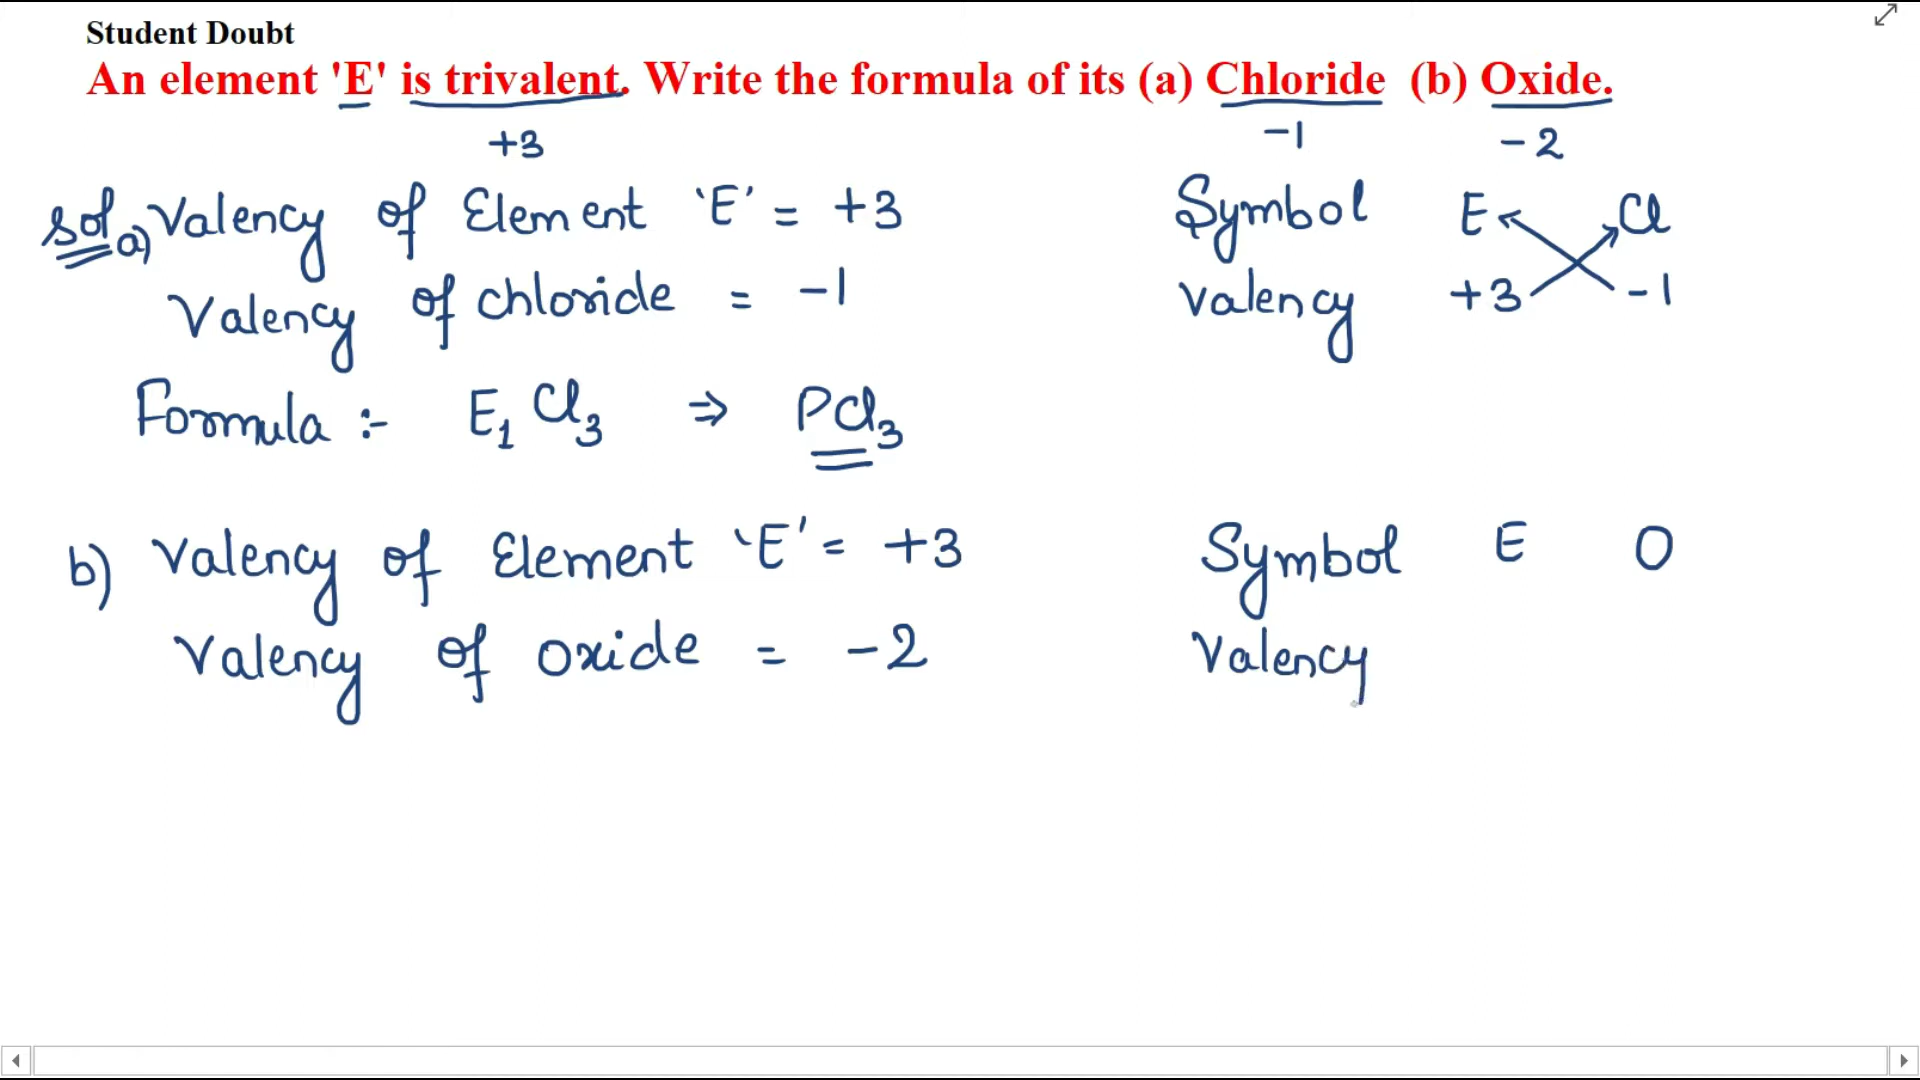 Student Doubt
An element 'E' is trivalent. Write the formula of its (a) Chloride (b) Oxide.
+3 -1 -2
Sol a) Valency of Element 'E' = +3
Valency of chloride = -1
Formula :- E₁Cl₃ ⇒ PCl₃
Symbol E Cl
Valency +3 -1
b) Valency of Element 'E' = +3
Valency of oxide = -2
Symbol E O
Valency